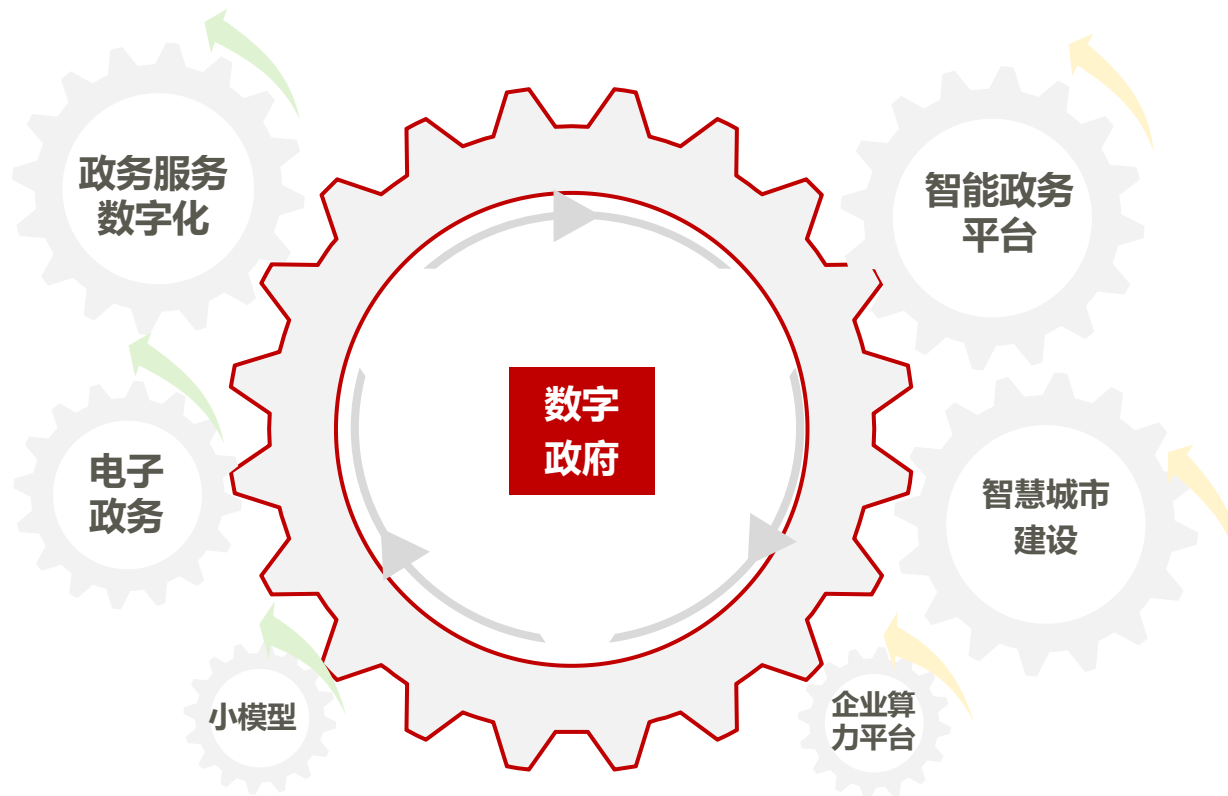 政务服务
数字化
智能政务
平台
数字
政府
电子
政务
智慧城市
建设
小模型
企业算
力平台